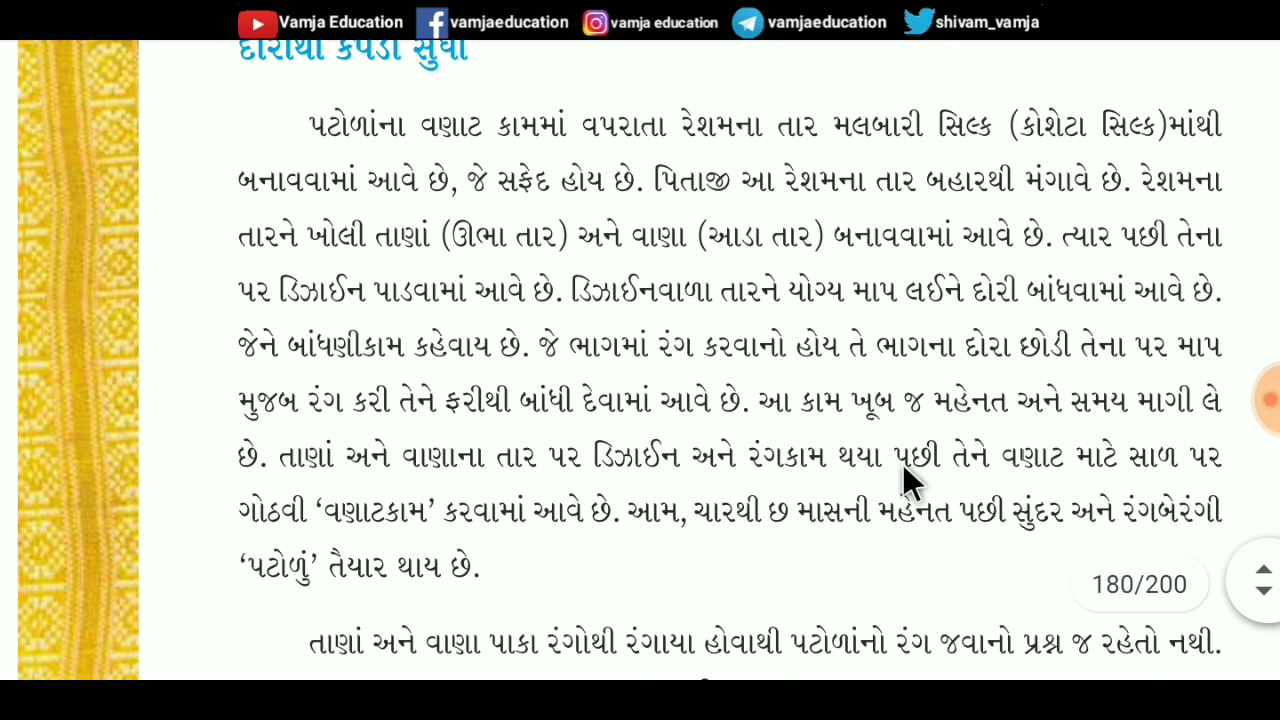 Vamja Education vamjaeducation vamja education vamjaeducation shivam_vamja
દોરીથી કપડાં સુધી
પટોળાંના વણાટ કામમાં વપરાતા રેશમના તાર મલબારી સિલ્ક (કોશેટા સિલ્ક)માંથી
બનાવવામાં આવે છે, જે સફેદ હોય છે. પિતાજી આ રેશમના તાર બહારથી મંગાવે છે. રેશમના
તારને ખોલી તાણાં (ઊભા તાર) અને વાણા (આડા તાર) બનાવવામાં આવે છે. ત્યાર પછી તેના
પર ડિઝાઈન પાડવામાં આવે છે. ડિઝાઈનવાળા તારને યોગ્ય માપ લઈને દોરી બાંધવામાં આવે છે.
જેને બાંધણીકામ કહેવાય છે. જે ભાગમાં રંગ કરવાનો હોય તે ભાગના દોરા છોડી તેના પર માપ
મુજબ રંગ કરી તેને ફરીથી બાંધી દેવામાં આવે છે. આ કામ ખૂબ જ મહેનત અને સમય માગી લે
છે. તાણાં અને વાણાના તાર પર ડિઝાઈન અને રંગકામ થયા પછી તેને વણાટ માટે સાળ પર
ગોઠવી ‘વણાટકામ’ કરવામાં આવે છે. આમ, ચારથી છ માસની મહેનત પછી સુંદર અને રંગબેરંગી
‘પટોળું’ તૈયાર થાય છે.
180/200
તાણાં અને વાણા પાકા રંગોથી રંગાયા હોવાથી પટોળાંનો રંગ જવાનો પ્રશ્ન જ રહેતો નથી.